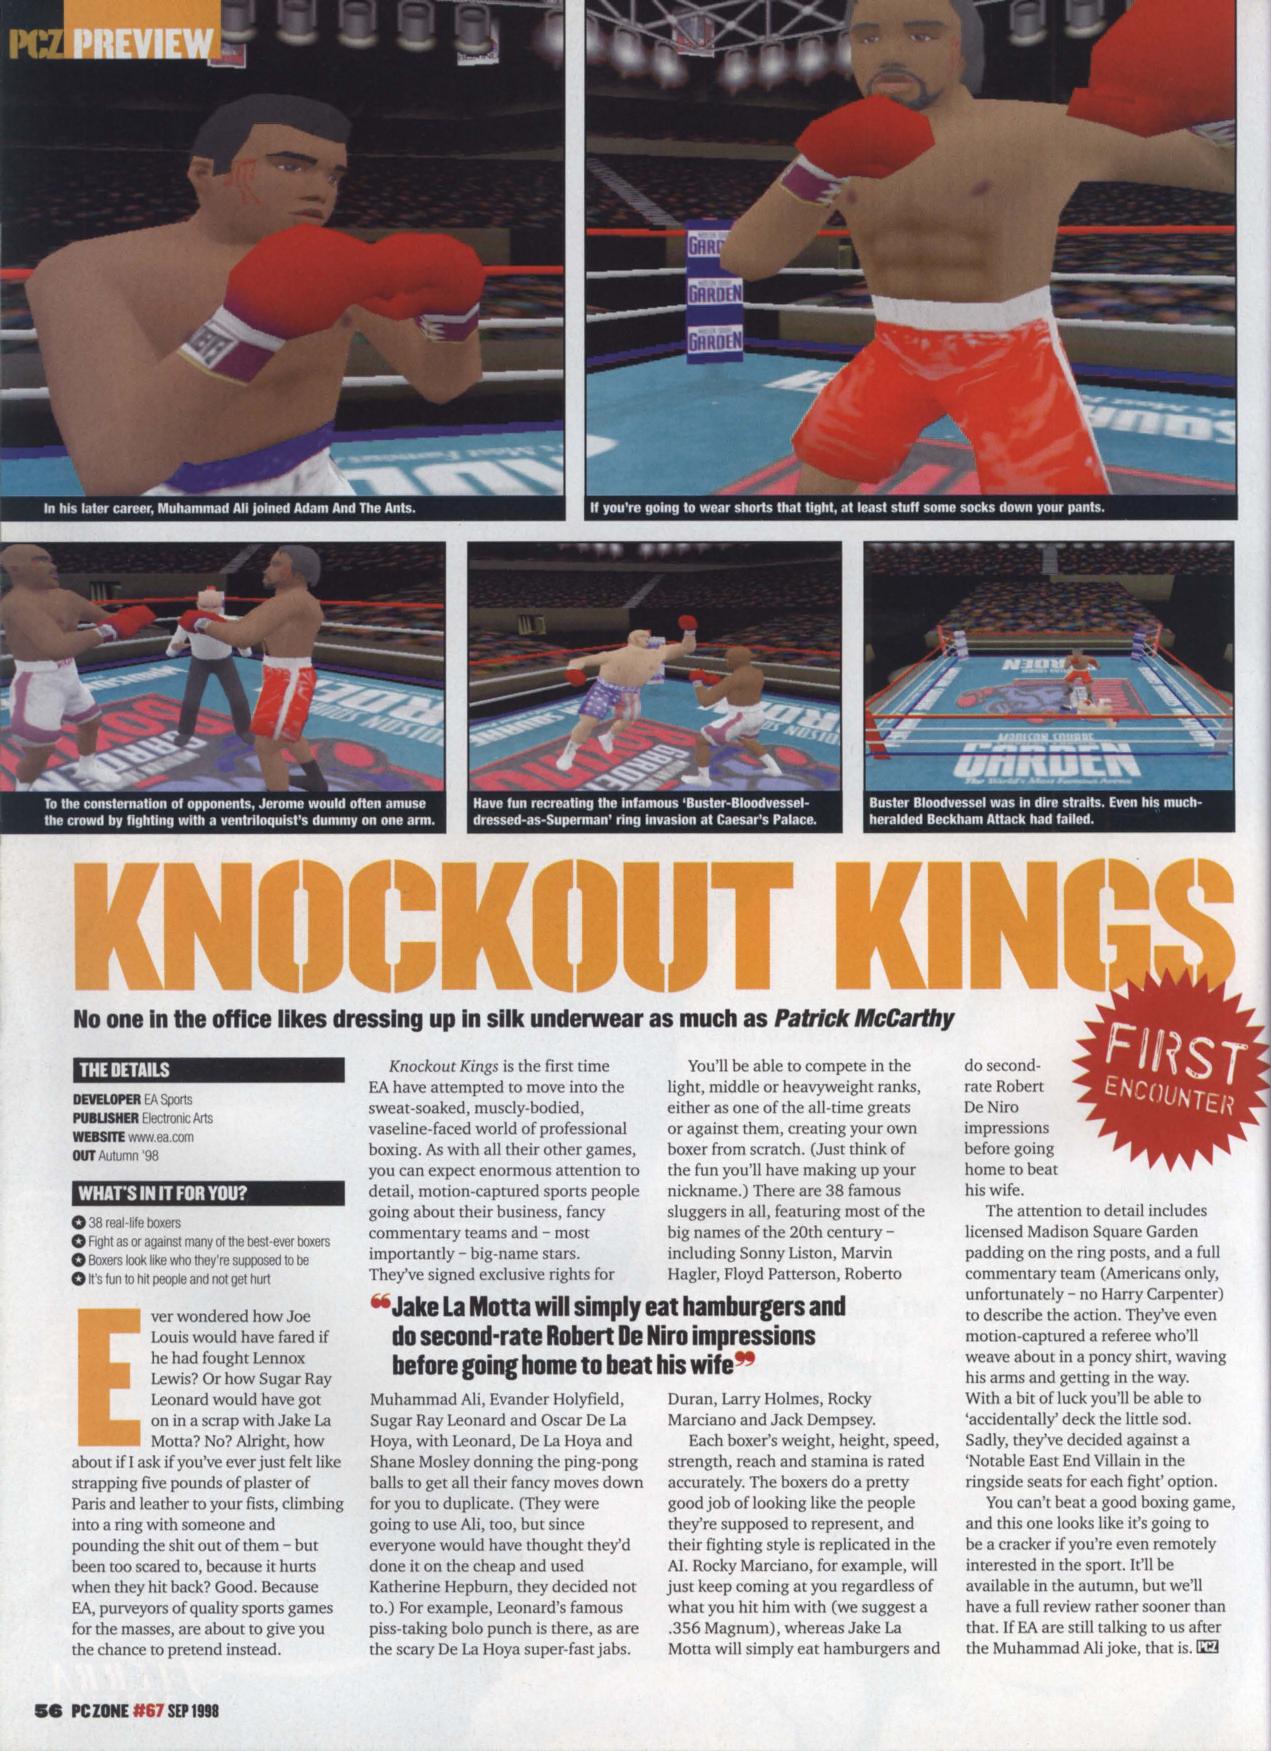 PCZ PREVIEW
GARDEN
GARDEN
In his later career, Muhammad Ali joined Adam And The Ants.
If you're going to wear shorts that tight, at least stuff some socks down your pants.
To the consternation of opponents, Jerome would often amuse
the crowd by fighting with a ventriloquist's dummy on one arm.
Have fun recreating the infamous 'Buster-Bloodvessel-
dressed-as-Superman' ring invasion at Caesar's Palace.
MADISON SQUARE
GARDEN
The World's Most Famous Arena
Buster Bloodvessel was in dire straits. Even his much-
heralded Beckham Attack had failed.
KNOCKOUT KINGS
No one in the office likes dressing up in silk underwear as much as Patrick McCarthy
FIRST
ENCOUNTER
THE DETAILS
DEVELOPER EA Sports
PUBLISHER Electronic Arts
WEBSITE www.ea.com
OUT Autumn '98
WHAT'S IN IT FOR YOU?
38 real-life boxers
Fight as or against many of the best-ever boxers
Boxers look like who they're supposed to be
It's fun to hit people and not get hurt
Ever wondered how Joe
Louis would have fared if
he had fought Lennox
Lewis? Or how Sugar Ray
Leonard would have got
on in a scrap with Jake La
Motta? No? Alright, how
about if I ask if you've ever just felt like
strapping five pounds of plaster of
Paris and leather to your fists, climbing
into a ring with someone and
pounding the shit out of them – but
been too scared to, because it hurts
when they hit back? Good. Because
EA, purveyors of quality sports games
for the masses, are about to give you
the chance to pretend instead.
Knockout Kings is the first time
EA have attempted to move into the
sweat-soaked, muscly-bodied,
vaseline-faced world of professional
boxing. As with all their other games,
you can expect enormous attention to
detail, motion-captured sports people
going about their business, fancy
commentary teams and – most
importantly – big-name stars.
They've signed exclusive rights for
“Jake La Motta will simply eat hamburgers and
do second-rate Robert De Niro impressions
before going home to beat his wife”
Muhammad Ali, Evander Holyfield,
Sugar Ray Leonard and Oscar De La
Hoya, with Leonard, De La Hoya and
Shane Mosley donning the ping-pong
balls to get all their fancy moves down
for you to duplicate. (They were
going to use Ali, too, but since
everyone would have thought they'd
done it on the cheap and used
Katherine Hepburn, they decided not
to.) For example, Leonard's famous
piss-taking bolo punch is there, as are
the scary De La Hoya super-fast jabs.
You'll be able to compete in the
light, middle or heavyweight ranks,
either as one of the all-time greats
or against them, creating your own
boxer from scratch. (Just think of
the fun you'll have making up your
nickname.) There are 38 famous
sluggers in all, featuring most of the
big names of the 20th century –
including Sonny Liston, Marvin
Hagler, Floyd Patterson, Roberto
Duran, Larry Holmes, Rocky
Marciano and Jack Dempsey.
Each boxer's weight, height, speed,
strength, reach and stamina is rated
accurately. The boxers do a pretty
good job of looking like the people
they're supposed to represent, and
their fighting style is replicated in the
AI. Rocky Marciano, for example, will
just keep coming at you regardless of
what you hit him with (we suggest a
.356 Magnum), whereas Jake La
Motta will simply eat hamburgers and
do second-
rate Robert
De Niro
impressions
before going
home to beat
his wife.
The attention to detail includes
licensed Madison Square Garden
padding on the ring posts, and a full
commentary team (Americans only,
unfortunately – no Harry Carpenter)
to describe the action. They've even
motion-captured a referee who'll
weave about in a poncy shirt, waving
his arms and getting in the way.
With a bit of luck you'll be able to
'accidentally' deck the little sod.
Sadly, they've decided against a
'Notable East End Villain in the
ringside seats for each fight' option.
You can't beat a good boxing game,
and this one looks like it's going to
be a cracker if you're even remotely
interested in the sport. It'll be
available in the autumn, but we'll
have a full review rather sooner than
that. If EA are still talking to us after
the Muhammad Ali joke, that is. PCZ
56 PC ZONE #67 SEP 1998